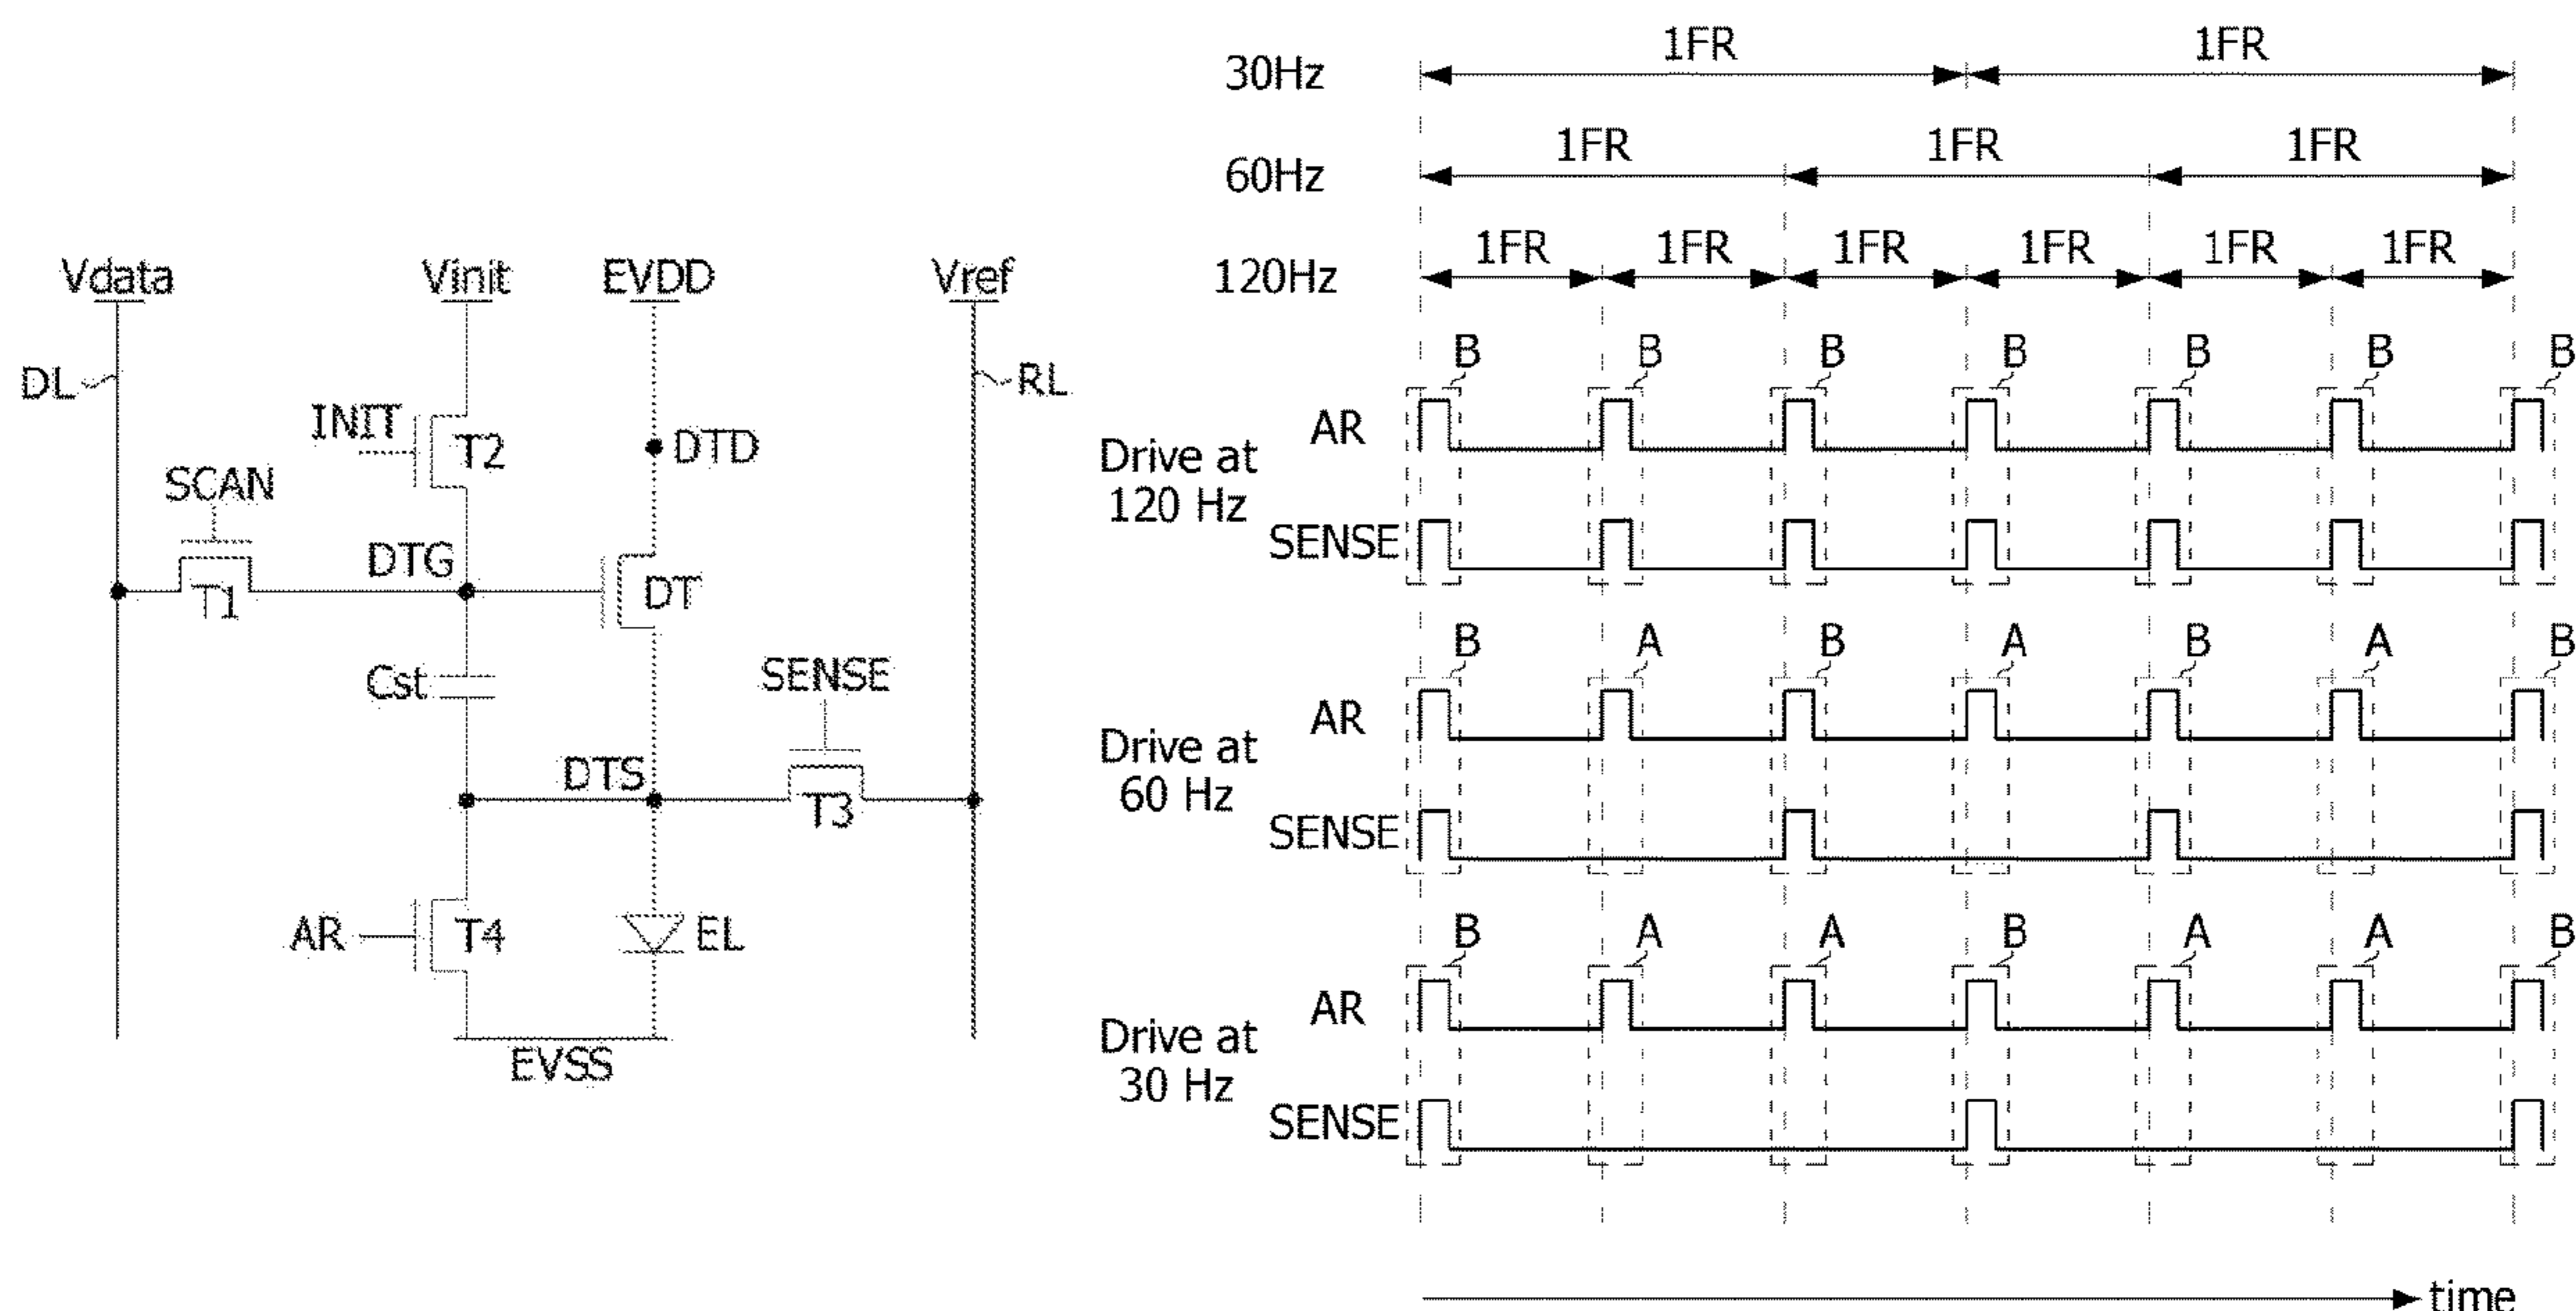 Vdata
Vinit
EVDD
Vref
DL
RL
INIT
T2
DTD
SCAN
DTG
T1
DT
Cst
SENSE
DTS
T3
AR
T4
EL
EVSS
30Hz
1FR
1FR
60Hz
1FR
1FR
1FR
120Hz
1FR
1FR
1FR
1FR
1FR
1FR
B
B
B
B
B
B
B
Drive at
120 Hz
AR
SENSE
B
A
B
A
B
A
B
Drive at
60 Hz
AR
SENSE
B
A
A
B
A
A
B
Drive at
30 Hz
AR
SENSE
time